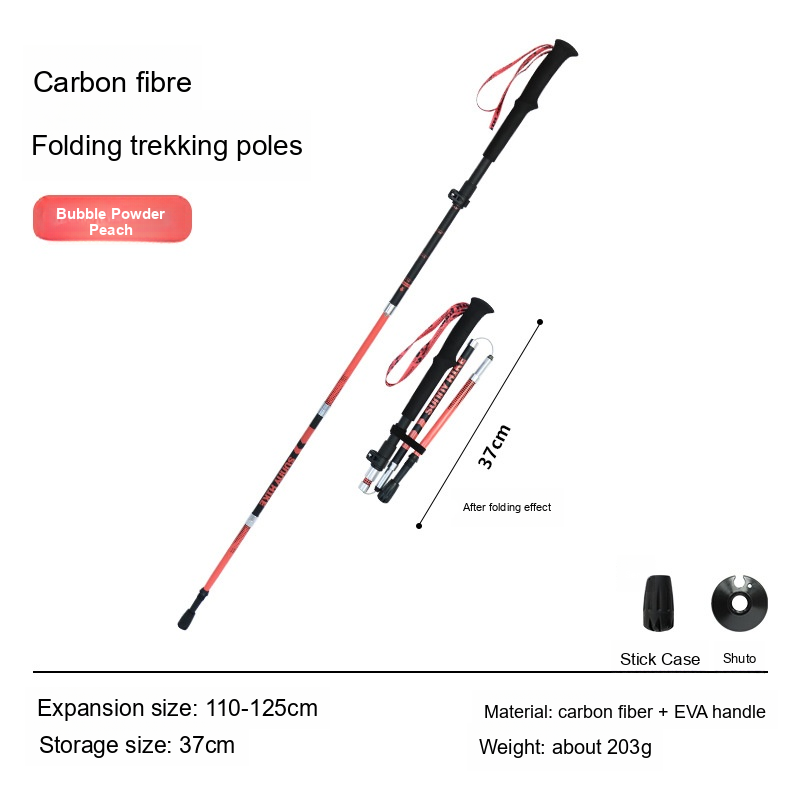 Carbon fibre
Folding trekking poles
Bubble Powder
Peach
37cm
After folding effect
Stick Case
Shuto
Expansion size: 110-125cm
Material: carbon fiber + EVA handle
Storage size: 37cm
Weight: about 203g